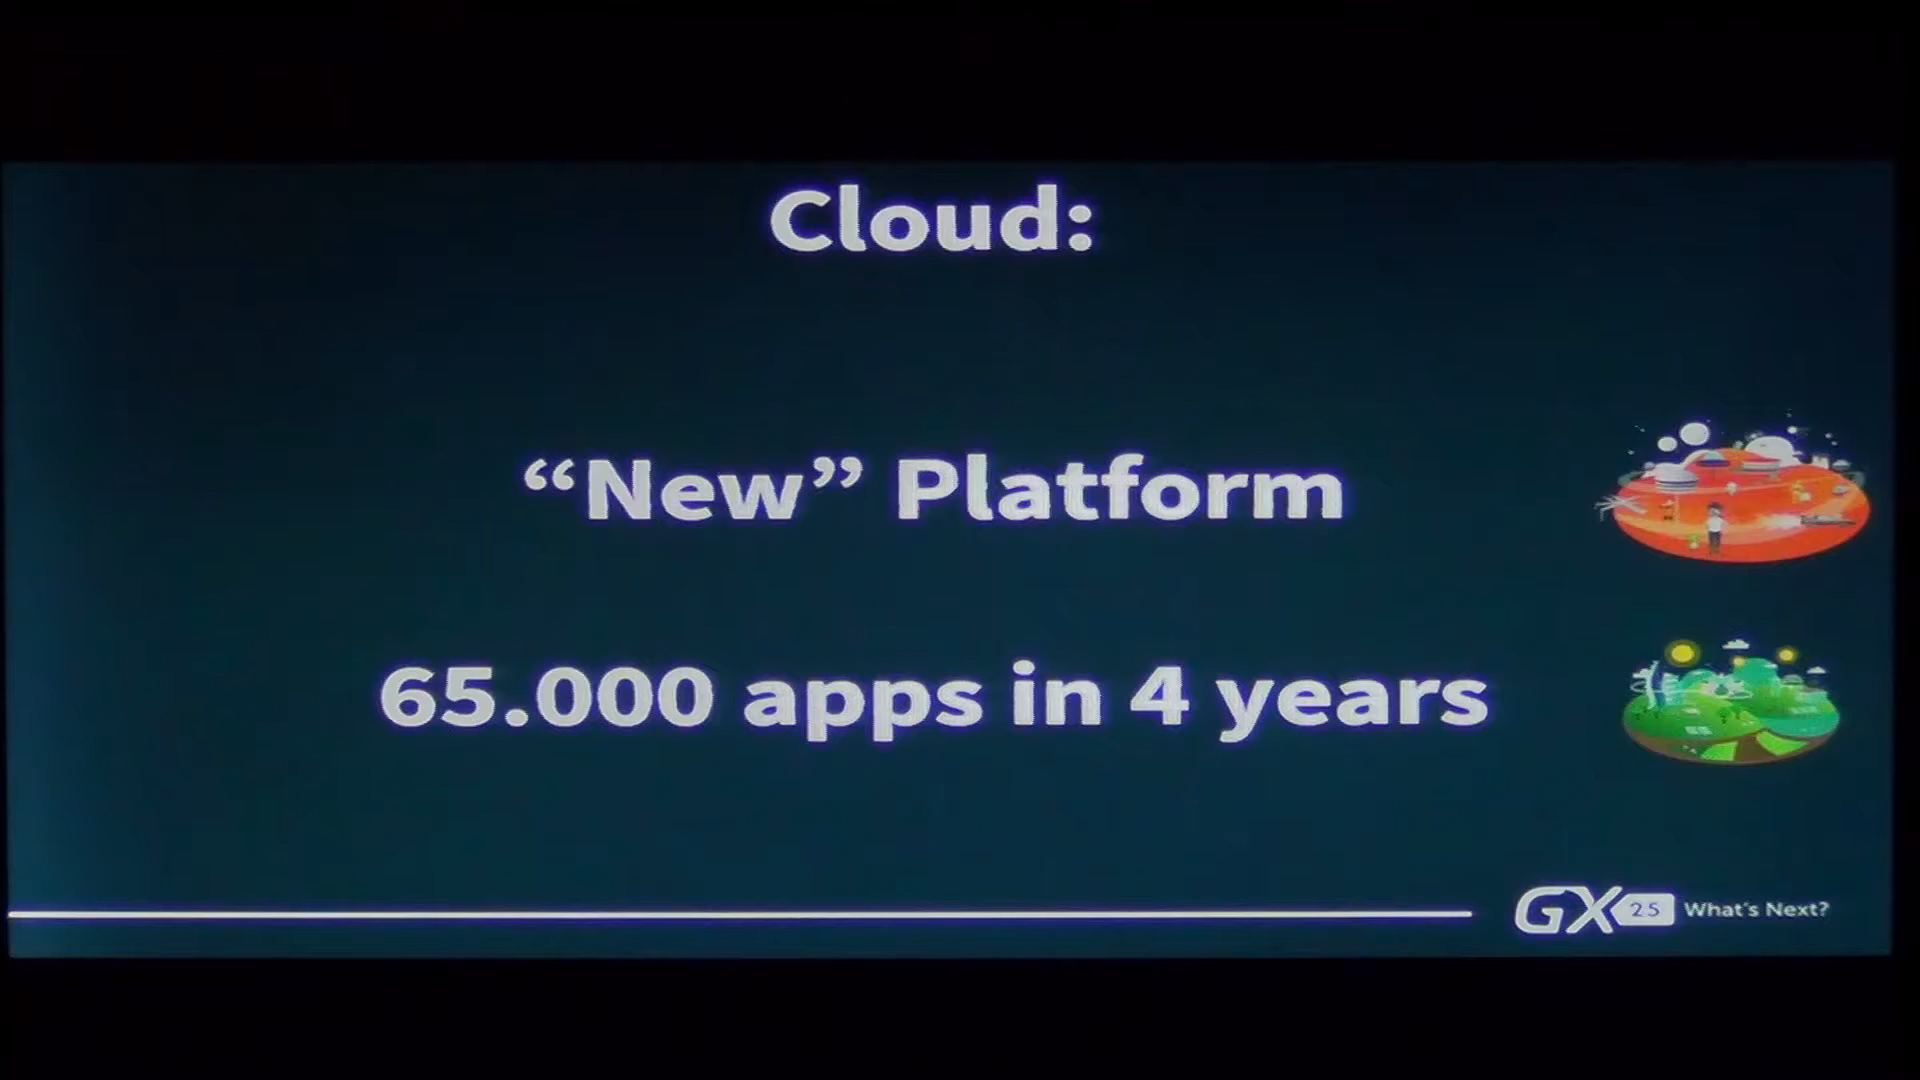 Cloud:
“New” Platform
65.000 apps in 4 years
GX 25 What's Next?